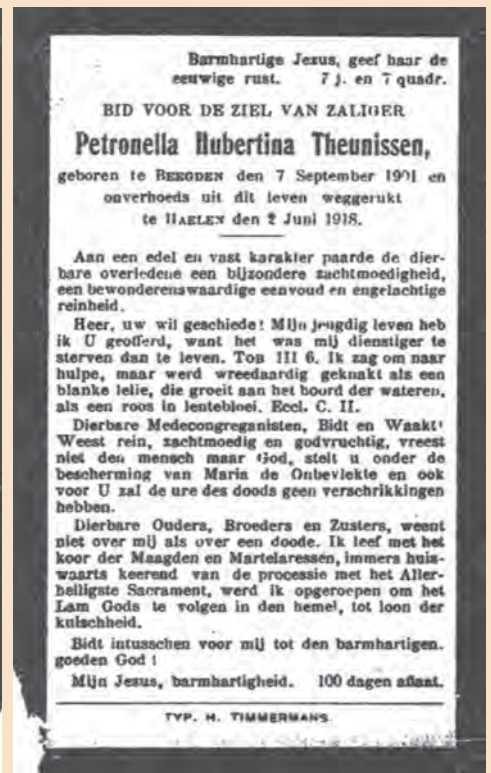 Barmhartige Jezus, geef haar de
eeuwige rust. 7 j. en 7 quadr.
BID VOOR DE ZIEL VAN ZALIGER
Petronella Hubertina Theunissen,
geboren te BEEGDEN den 7 September 1901 en
onverhoeds uit dit leven weggerukt
te HAELEN den 2 Juni 1918.
Aan een edel en vast karakter paarde de dier-
bare overledene een bijzondere zachtmoedigheid,
een bewonderenswaardige eenvoud en engelachtige
reinheid.
Heer, uw wil geschiede! Mijn jeugdig leven heb
ik U geofferd, want het was mij dienstiger te
sterven dan te leven. Tob III 6. Ik zag om naar
hulpe, maar werd wreedaardig geknakt als een
blanke lelie, die groeit aan het boord der wateren,
als een roos in lentebloei. Eccl. C. II.
Dierbare Medecongreganisten, Bidt en Waakt!
Weest rein, zachtmoedig en godvruchtig, vreest
niet den mensch maar God, stelt u onder de
bescherming van Maria de Onbevlekte en ook
voor U zal de ure des doods geen verschrikkingen
hebben.
Dierbare Ouders, Broeders en Zusters, weent
niet over mij als over een doode. Ik leef met het
koor der Maagden en Martelaressen, immers huis-
waarts keerend van de processie met het Aller-
heiligste Sacrament, werd ik opgeroepen om het
Lam Gods te volgen in den hemel, tot loon der
kuischheid.
Bidt intusschen voor mij tot den barmhartigen,
goeden God!
Mijn Jezus, barmhartigheid. 100 dagen aflaat.
TYP. H. TIMMERMANS